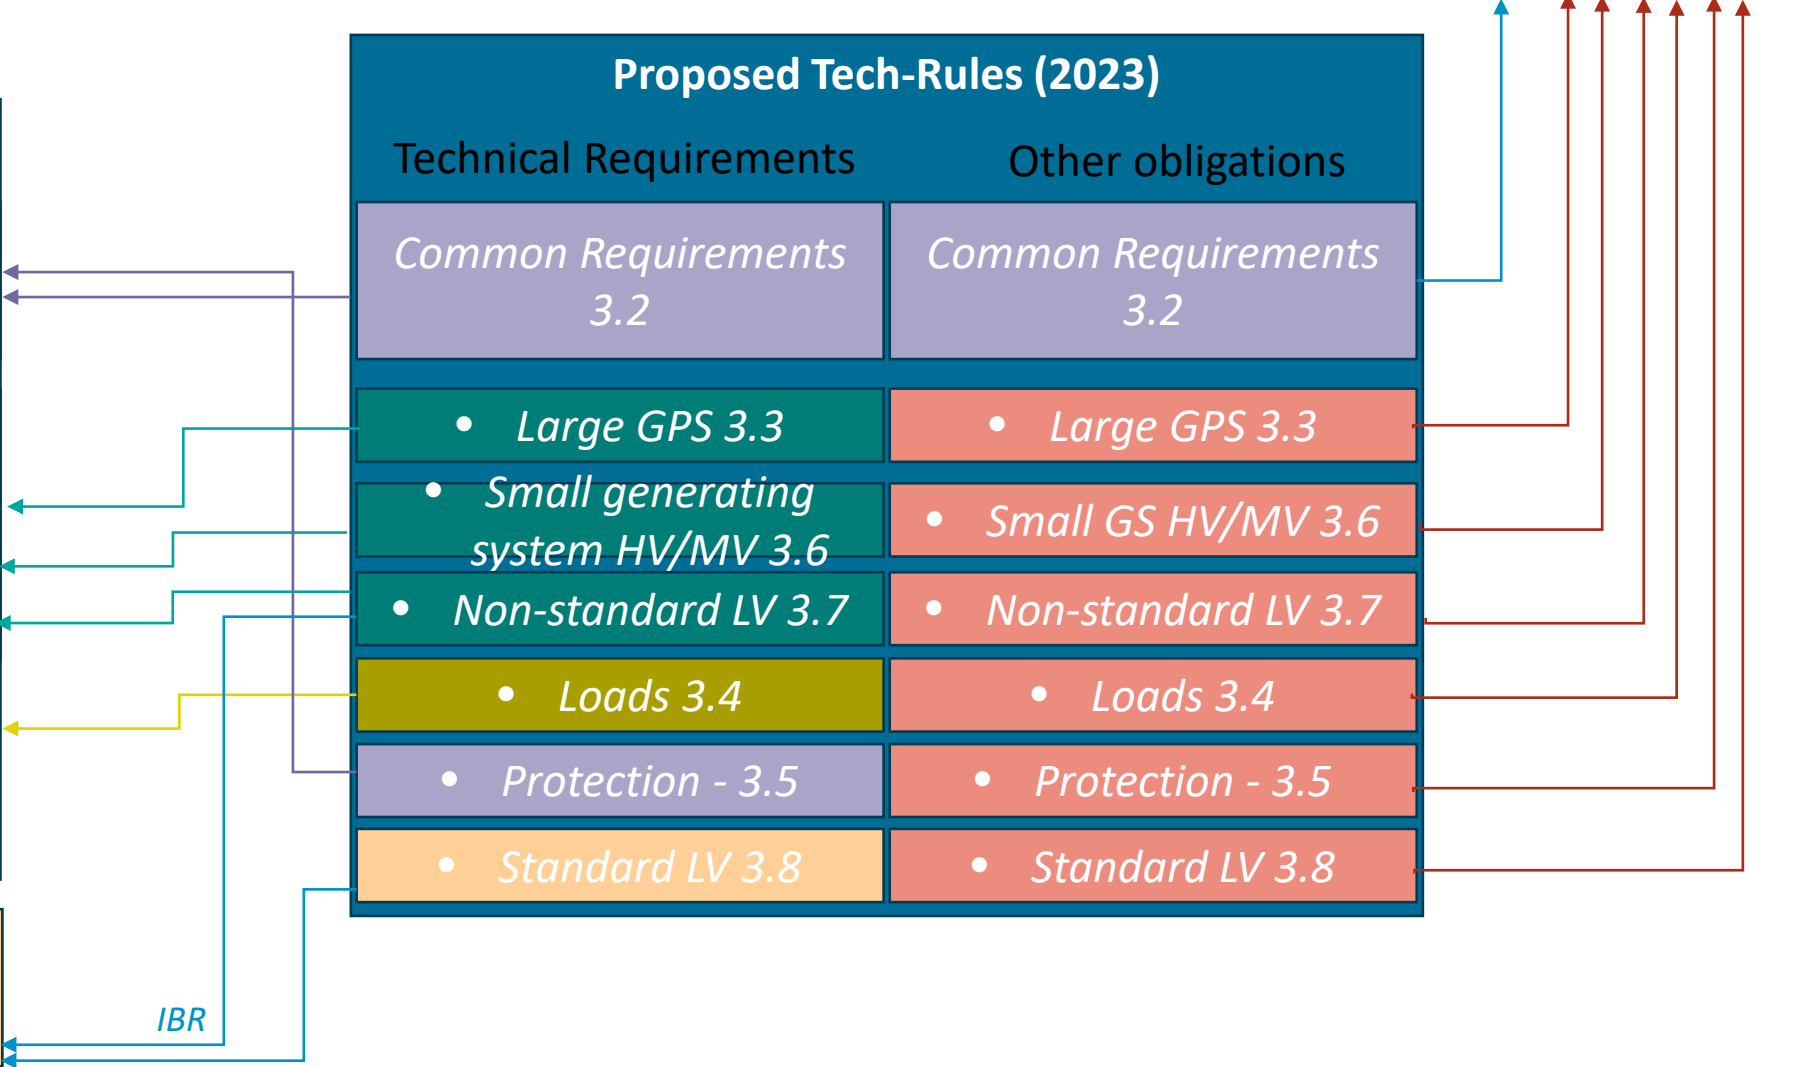 Proposed Tech-Rules (2023)
Technical Requirements
Other obligations
Common Requirements
3.2
Common Requirements
3.2
• Large GPS 3.3
• Large GPS 3.3
• Small generating
system HV/MV 3.6
• Small GS HV/MV 3.6
• Non-standard LV 3.7
• Non-standard LV 3.7
• Loads 3.4
• Loads 3.4
• Protection - 3.5
• Protection - 3.5
• Standard LV 3.8
• Standard LV 3.8
IBR